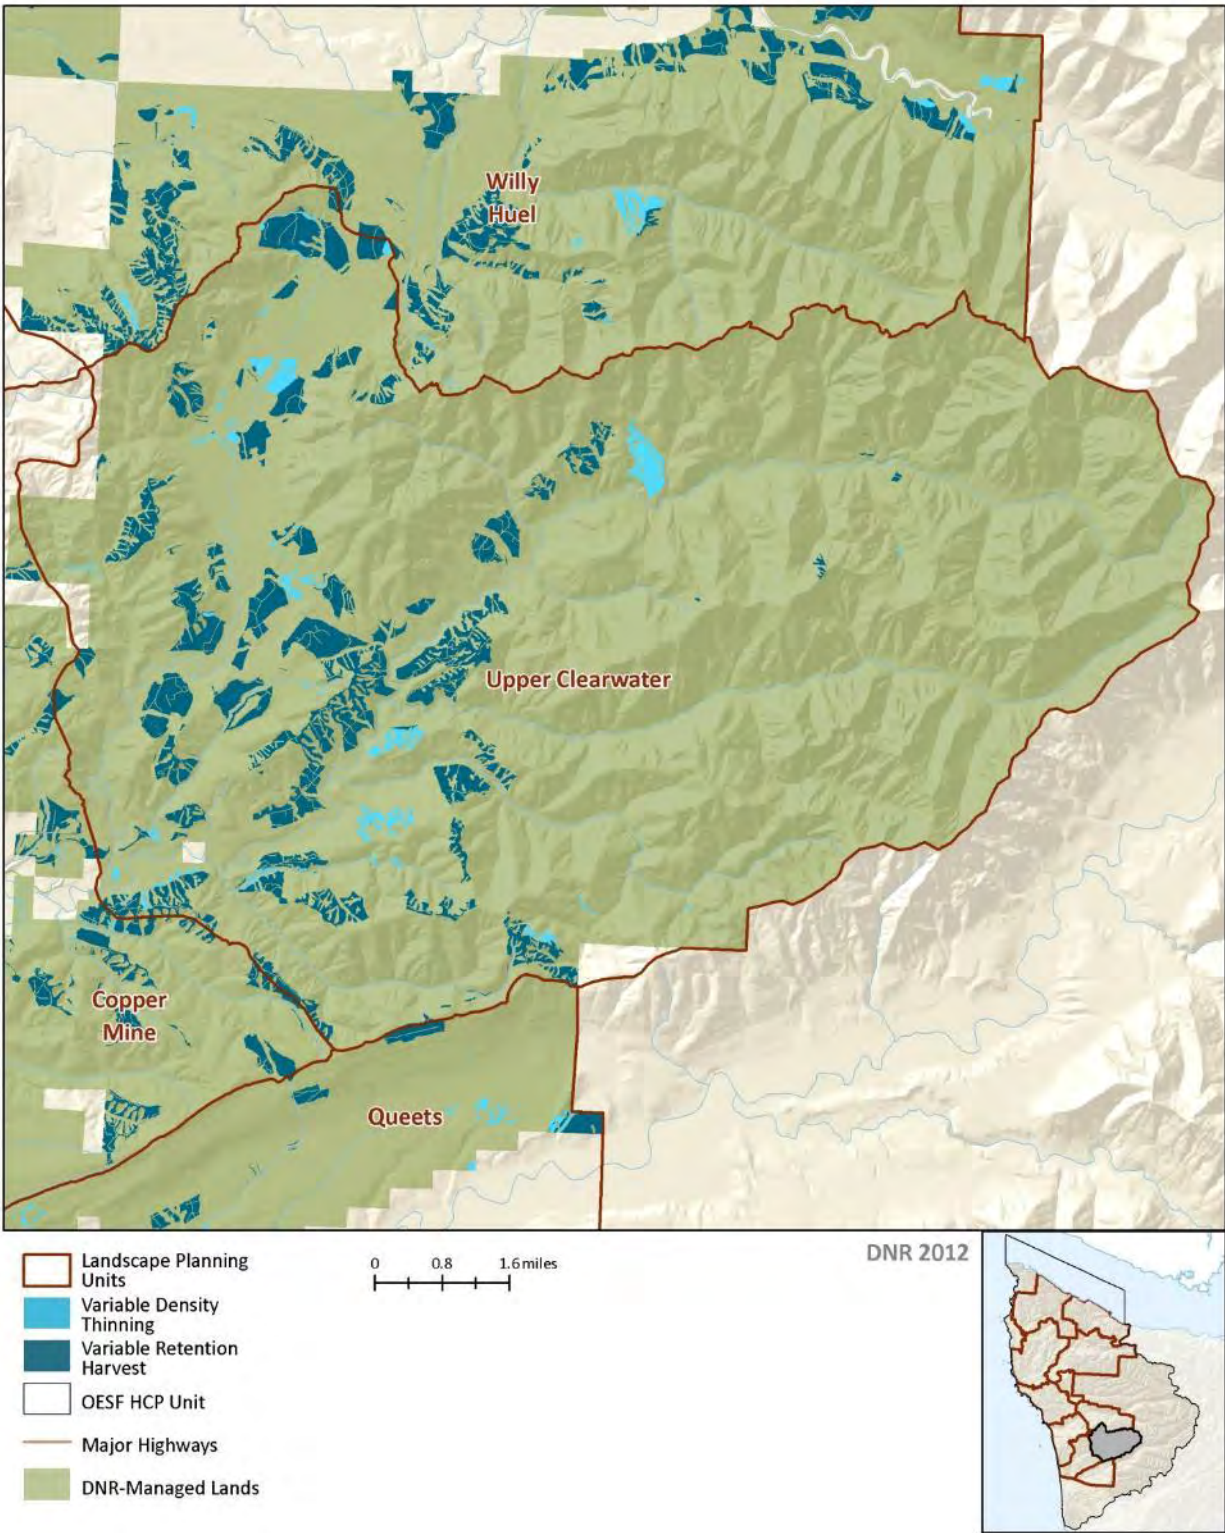 Willy
Huel
Upper Clearwater
Copper
Mine
Queets
Landscape Planning
Units
Variable Density
Thinning
Variable Retention
Harvest
OESF HCP Unit
Major Highways
DNR-Managed Lands
0 0.8 1.6 miles
DNR 2012